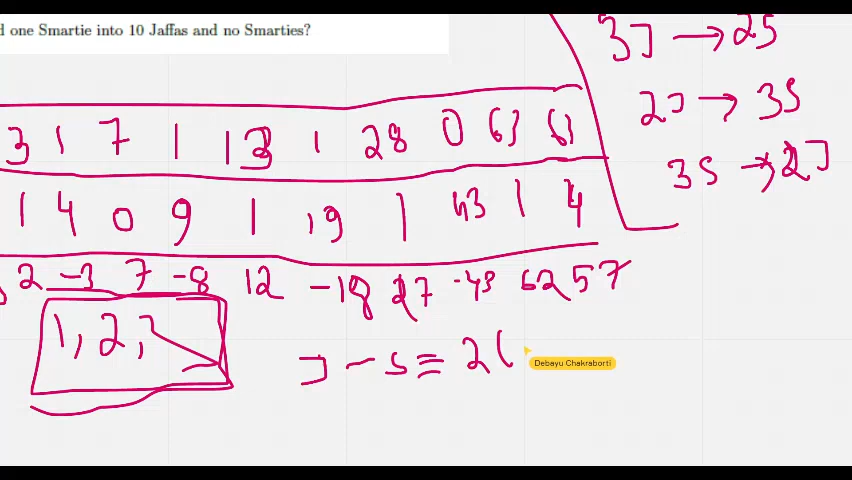 d one Smartie into 10 Jaffas and no Smarties?
3J → 2S
2J → 3S
3S → 2J
3 1 7 1 13 1 28 0 63 61
1 4 0 9 1 19 1 43 1 4
2 -3 7 -8 12 -18 27 -43 62 57
1, 2,
J - S ≡ 2(
Debayu Chakraborti